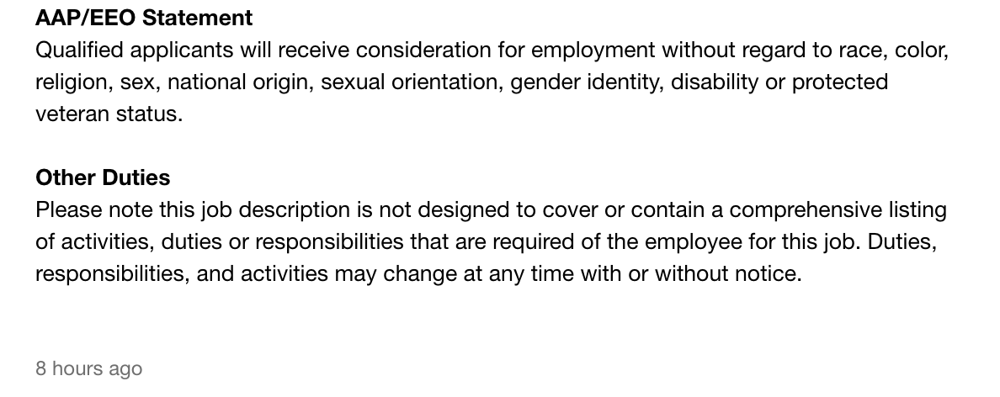 AAP/EEO Statement
Qualified applicants will receive consideration for employment without regard to race, color,
religion, sex, national origin, sexual orientation, gender identity, disability or protected
veteran status.
Other Duties
Please note this job description is not designed to cover or contain a comprehensive listing
of activities, duties or responsibilities that are required of the employee for this job. Duties,
responsibilities, and activities may change at any time with or without notice.
8 hours ago